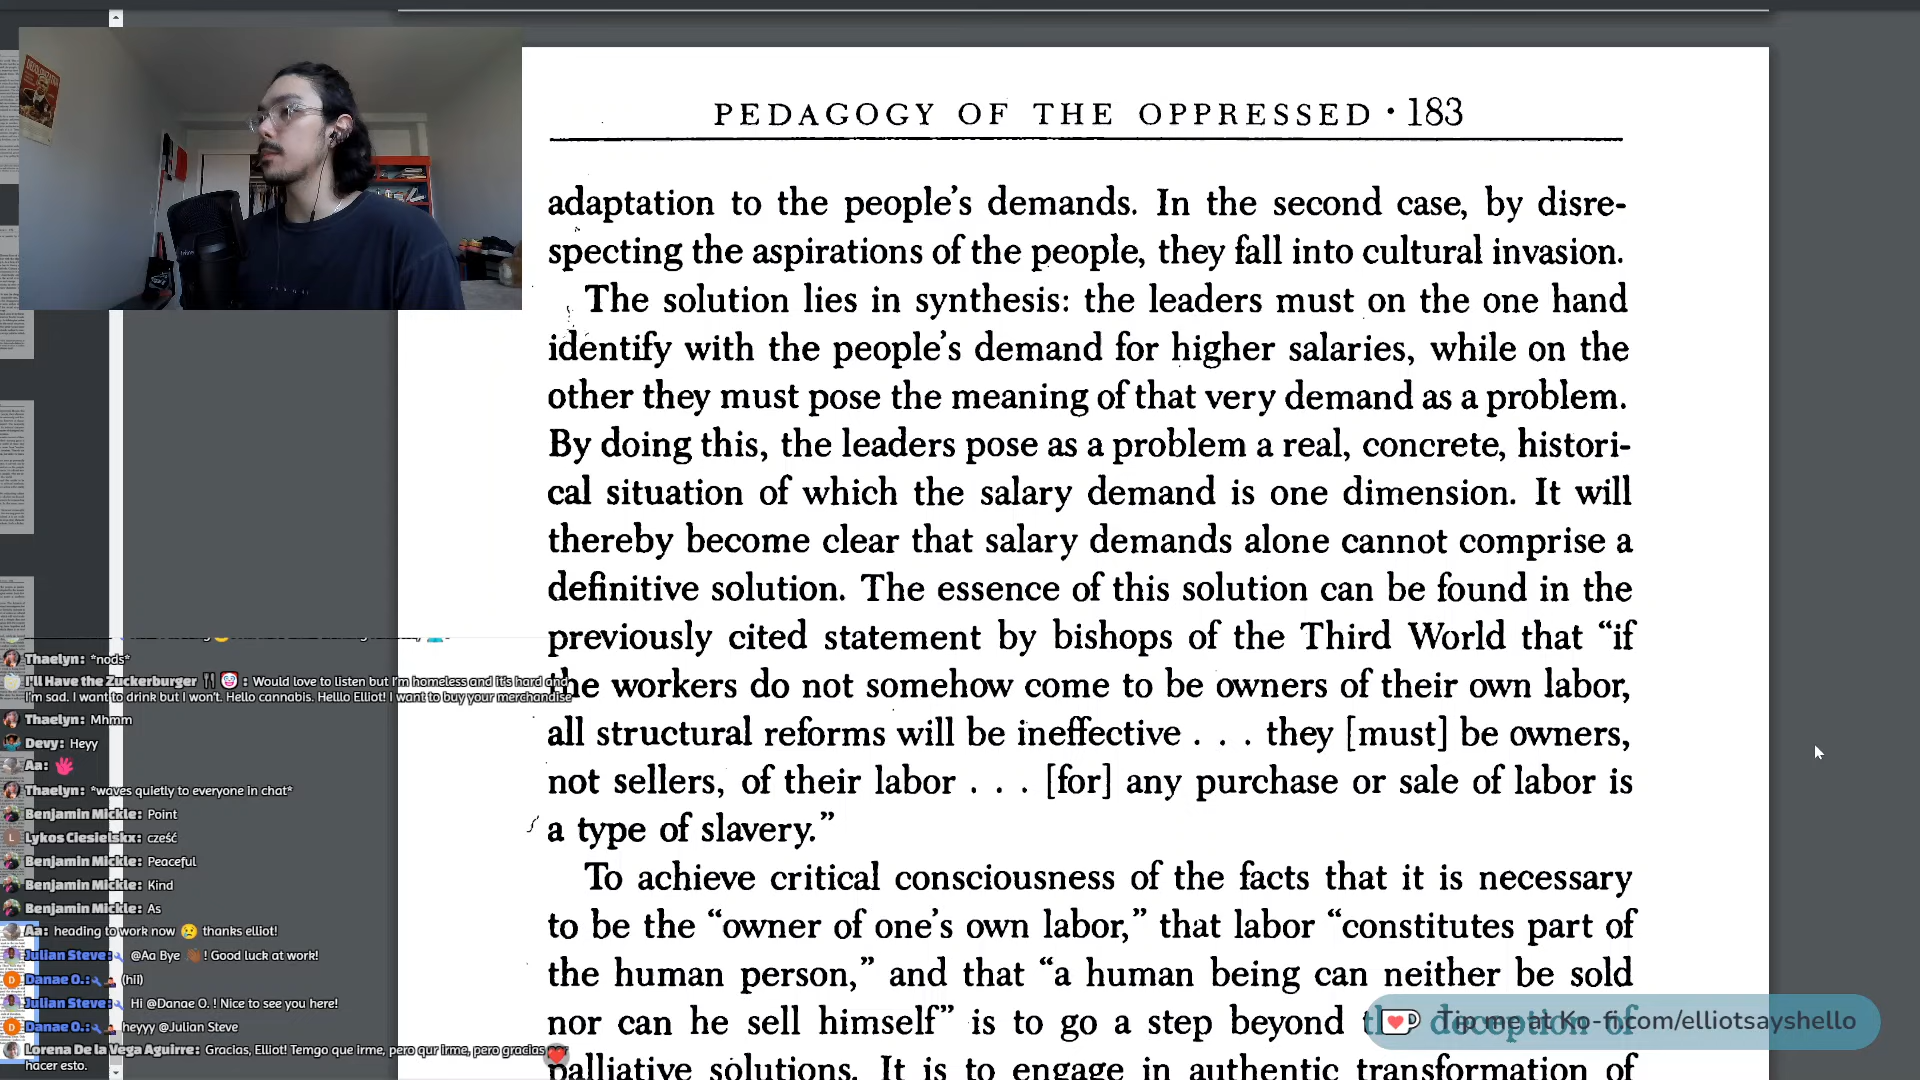 PEDAGOGY OF THE OPPRESSED · 183
adaptation to the people's demands. In the second case, by disre-
specting the aspirations of the people, they fall into cultural invasion.
The solution lies in synthesis: the leaders must on the one hand
identify with the people's demand for higher salaries, while on the
other they must pose the meaning of that very demand as a problem.
By doing this, the leaders pose as a problem a real, concrete, histori-
cal situation of which the salary demand is one dimension. It will
thereby become clear that salary demands alone cannot comprise a
definitive solution. The essence of this solution can be found in the
previously cited statement by bishops of the Third World that “if
the workers do not somehow come to be owners of their own labor,
all structural reforms will be ineffective . . . they [must] be owners,
not sellers, of their labor . . . [for] any purchase or sale of labor is
a type of slavery.”
To achieve critical consciousness of the facts that it is necessary
to be the “owner of one's own labor,” that labor “constitutes part of
the human person,” and that “a human being can neither be sold
nor can he sell himself” is to go a step beyond the deception of
palliative solutions. It is to engage in authentic transformation of
Thaelyn: *nods*
I'll Have the Zuckerburger 🍴 🤡 : Would love to listen but I'm homeless and it's hard and
I'm sad. I want to drink but I won't. Hello cannabis. Helllo Elliot! I want to buy your merchandise
Thaelyn: Mhmm
Devy: Heyy
Aa:
Thaelyn: *waves quietly to everyone in chat*
Benjamin Mickle: Point
Lykos Ciesielskx: cześć
Benjamin Mickle: Peaceful
Benjamin Mickle: Kind
Benjamin Mickle: As
Aa: heading to work now 😢 thanks elliot!
Julian Steve: @Aa Bye 👋🏾! Good luck at work!
Danae O.: (hii)
Julian Steve: Hi @Danae O. ! Nice to see you here!
Danae O.: heyyy @Julian Steve
Lorena De la Vega Aguirre: Gracias, Elliot! Temgo que irme, pero qur irme, pero gracias por
hacer esto.
Tip me at Ko-fi.com/elliotsayshello